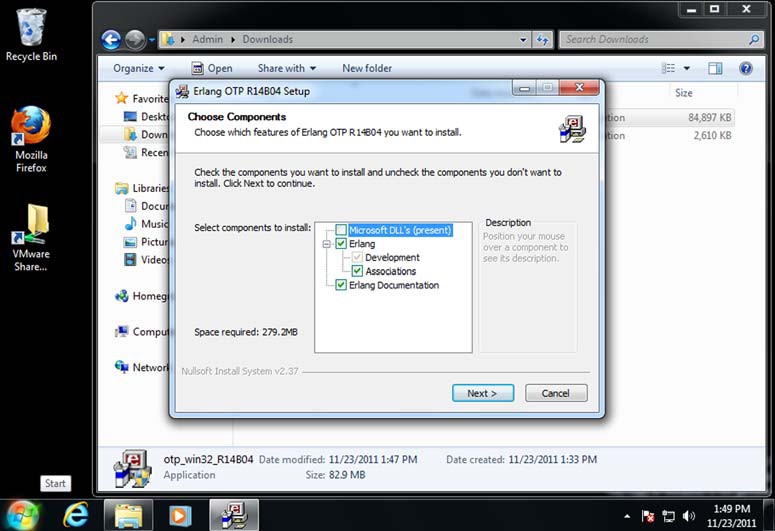 Recycle Bin
Mozilla
Firefox
VMware
Share...
Admin
Downloads
Search Downloads
Organize
Open
Share with
New folder
Size
Favorite
Deskto
Down
Recen
Libraries
Docum
Music
Pictur
Videos
Homeg
Comput
Network
ation 84,897 KB
ation 2,610 KB
Erlang OTP R14B04 Setup
Choose Components
Choose which features of Erlang OTP R14B04 you want to install.
Check the components you want to install and uncheck the components you don't want to
install. Click Next to continue.
Select components to install:
Microsoft DLL's (present)
Erlang
Development
Associations
Erlang Documentation
Description
Position your mouse
over a component to
see its description.
Space required: 279.2MB
Nullsoft Install System v2.37
Next >
Cancel
otp_win32_R14B04 Date modified: 11/23/2011 1:47 PM Date created: 11/23/2011 1:33 PM
Application Size: 82.9 MB
Start
1:49 PM
11/23/2011